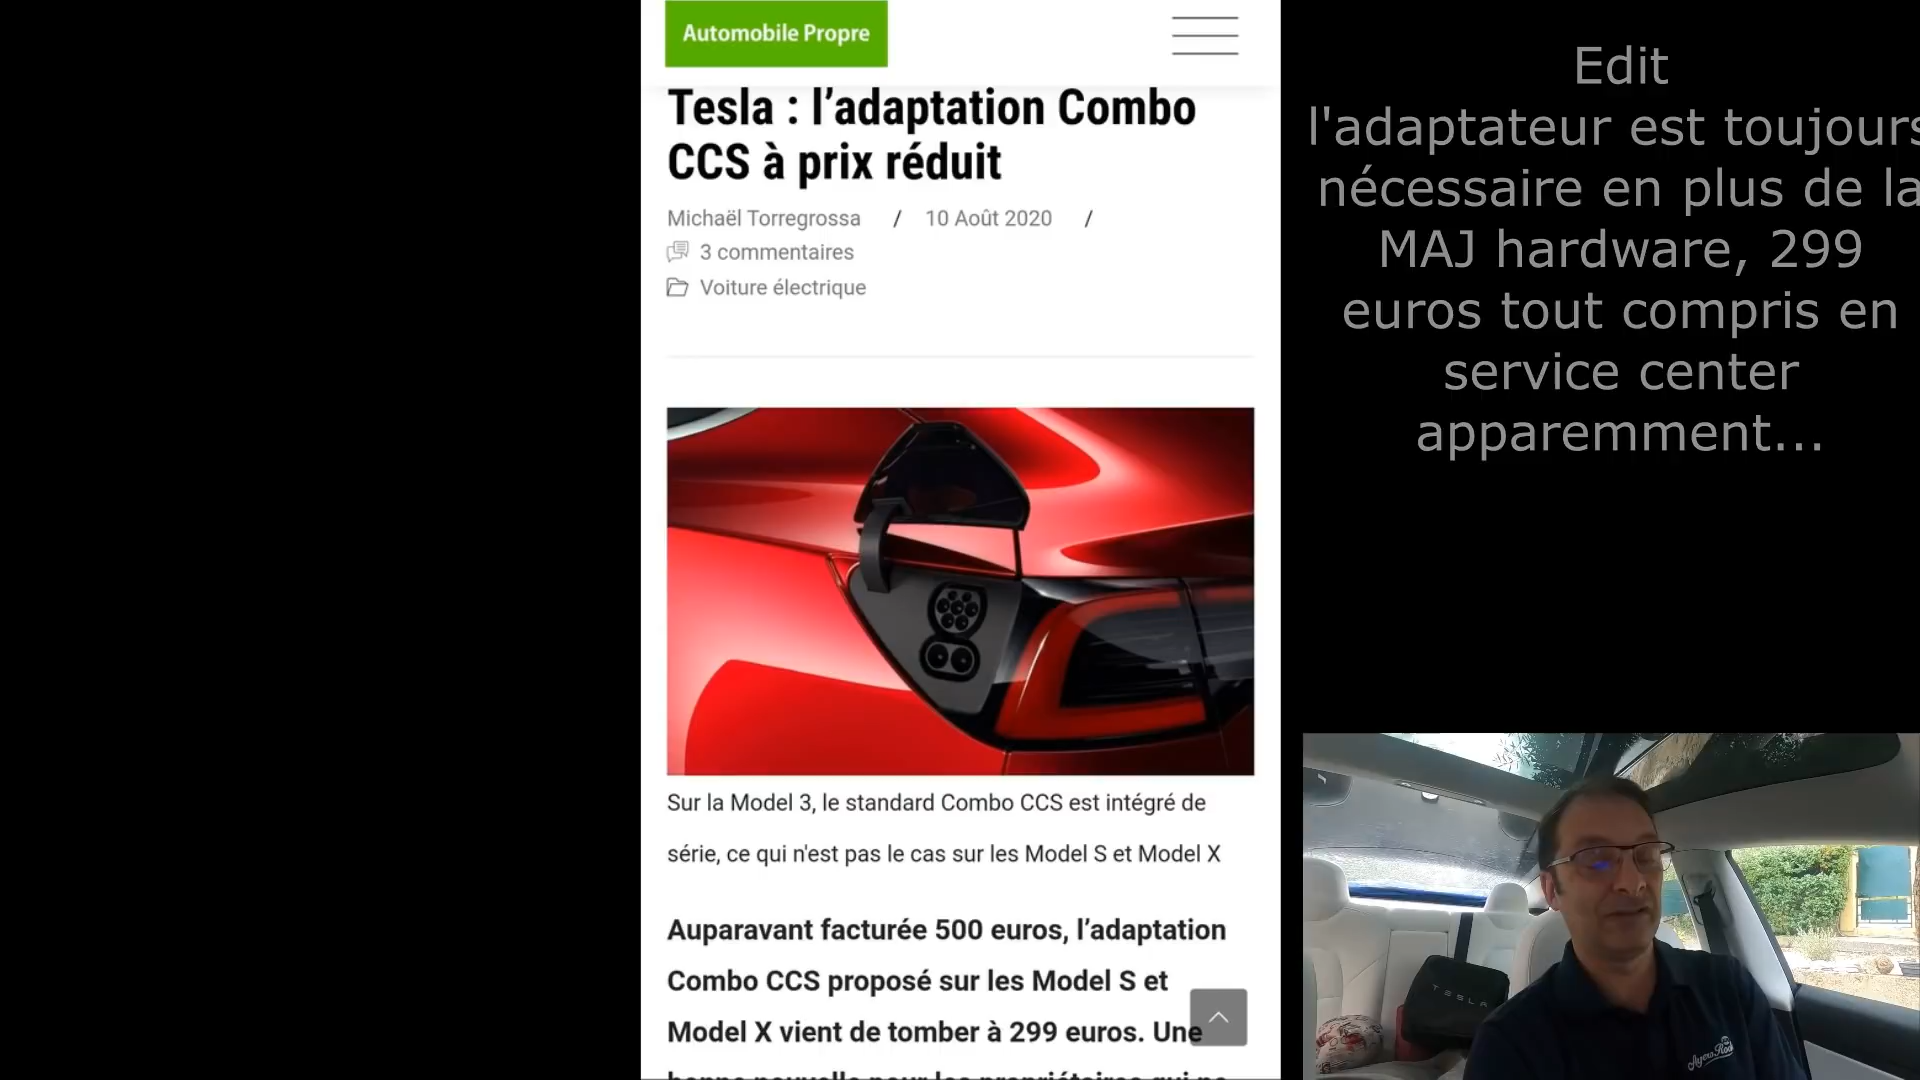 Automobile Propre
Tesla : l’adaptation Combo
CCS à prix réduit
Michaël Torregrossa / 10 Août 2020 /
3 commentaires
Voiture électrique
Sur la Model 3, le standard Combo CCS est intégré de
série, ce qui n'est pas le cas sur les Model S et Model X
Auparavant facturée 500 euros, l’adaptation
Combo CCS proposé sur les Model S et
Model X vient de tomber à 299 euros. Une
Edit
l'adaptateur est toujours
nécessaire en plus de la
MAJ hardware, 299
euros tout compris en
service center
apparemment...
TESLA